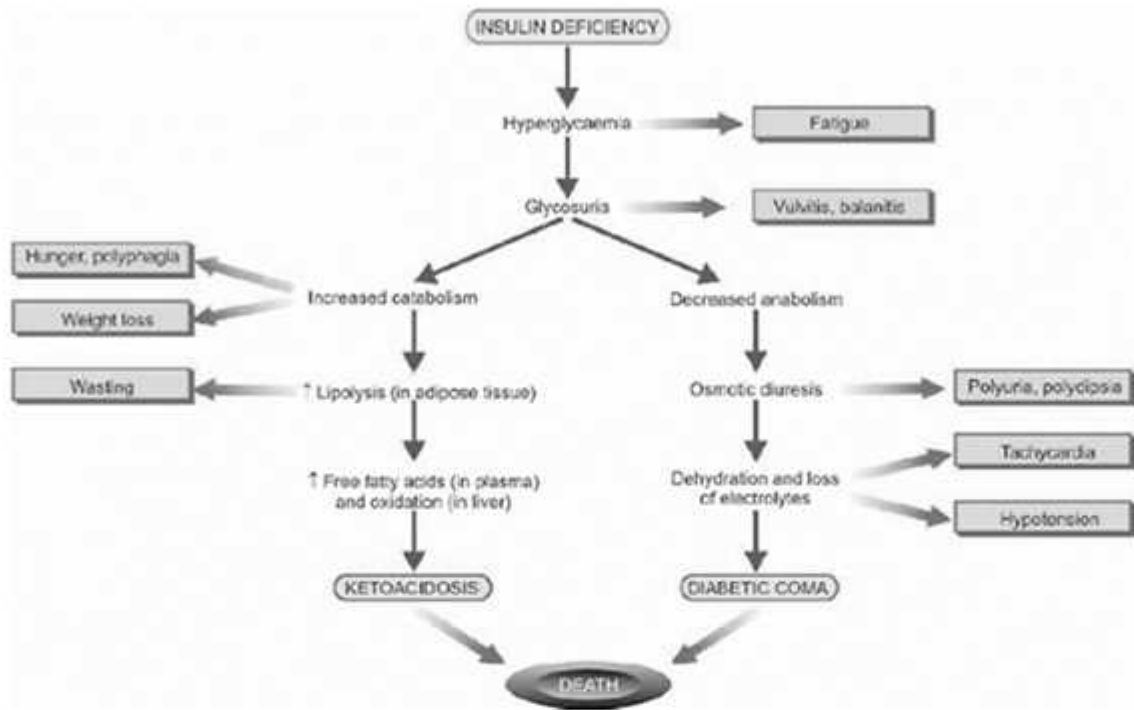 INSULIN DEFICIENCY
Hyperglycaemia
Fatigue
Glycosuria
Vulvitis, balanitis
Hunger, polyphagia
Increased catabolism
Decreased anabolism
Weight loss
Wasting
↑ Lipolysis (in adipose tissue)
Osmotic diuresis
Polyuria, polydipsia
Tachycardia
↑ Free fatty acids (in plasma)
and oxidation (in liver)
Dehydration and loss
of electrolytes
Hypotension
KETOACIDOSIS
DIABETIC COMA
DEATH